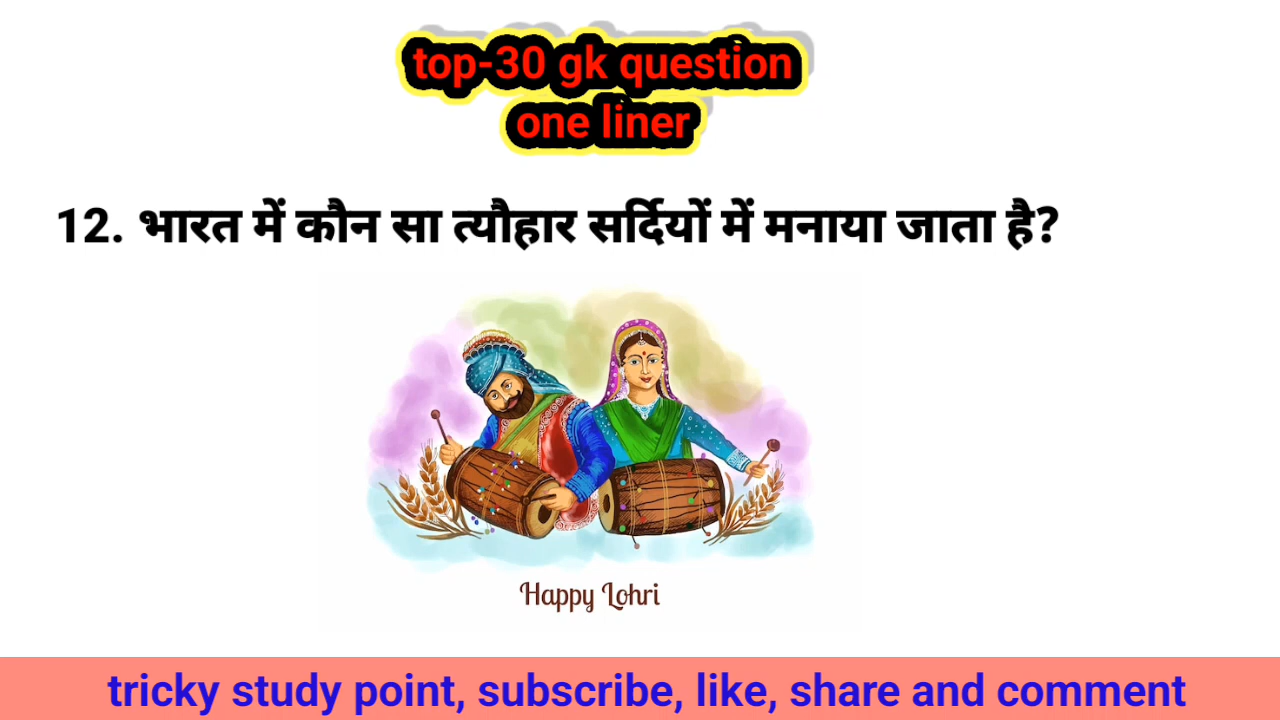 top-30 gk question
one liner
12. भारत में कौन सा त्यौहार सर्दियों में मनाया जाता है?
Happy Lohri
tricky study point, subscribe, like, share and comment